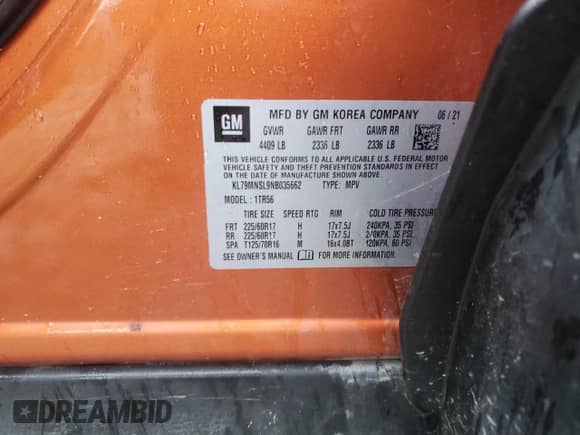 GM MFD BY GM KOREA COMPANY 06/21
GVWR GAWR FRT GAWR RR
4409 LB 2336 LB 2336 LB
THIS VEHICLE CONFORMS TO ALL APPLICABLE U.S. FEDERAL MOTOR
VEHICLE SAFETY AND THEFT PREVENTION STANDARDS IN EFFECT
ON THE DATE OF MANUFACTURE SHOWN ABOVE.
KL79MNSL9NB035662 TYPE: MPV
MODEL: 1TR56
TIRE SIZE SPEED RTG RIM COLD TIRE PRESSURE
FRT 225/60R17 H 17x7.5J 240KPA, 35 PSI
RR 225/60R17 H 17x7.5J 240KPA, 35 PSI
SPA T125/70R16 M 16x4.0BT 420KPA, 60 PSI
SEE OWNER'S MANUAL FOR MORE INFORMATION.
DREAMBID